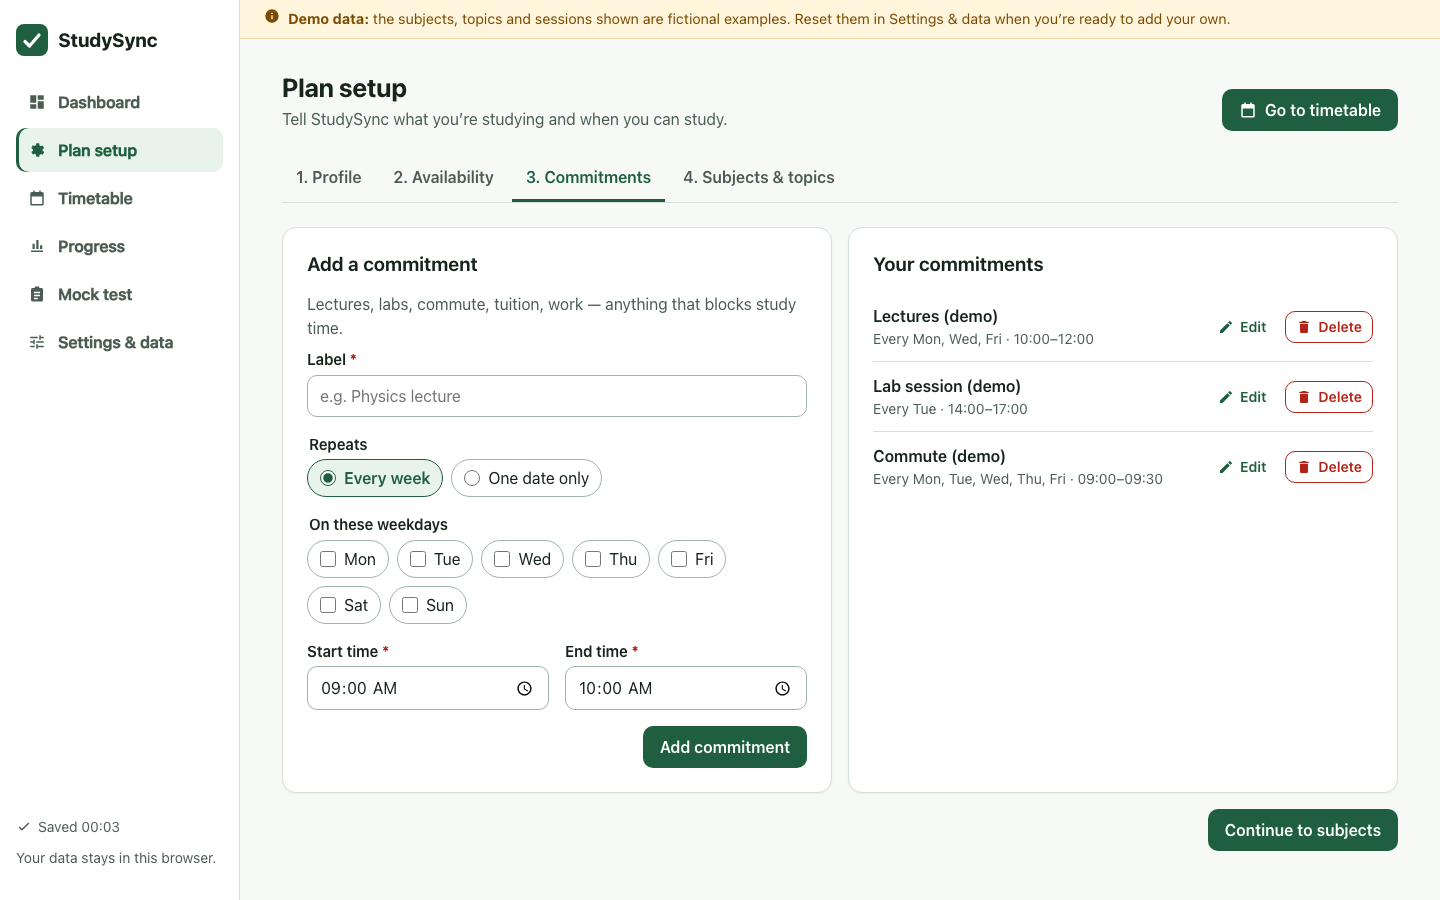 StudySync
Dashboard
Plan setup
Timetable
Progress
Mock test
Settings & data
Saved 00:03
Your data stays in this browser.
Demo data: the subjects, topics and sessions shown are fictional examples. Reset them in Settings & data when you’re ready to add your own.
Plan setup
Tell StudySync what you’re studying and when you can study.
Go to timetable
1. Profile
2. Availability
3. Commitments
4. Subjects & topics
Add a commitment
Lectures, labs, commute, tuition, work — anything that blocks study
time.
Label *
e.g. Physics lecture
Repeats
Every week
One date only
On these weekdays
Mon
Tue
Wed
Thu
Fri
Sat
Sun
Start time *
End time *
09:00 AM
10:00 AM
Add commitment
Your commitments
Lectures (demo)
Every Mon, Wed, Fri · 10:00–12:00
Edit
Delete
Lab session (demo)
Every Tue · 14:00–17:00
Edit
Delete
Commute (demo)
Every Mon, Tue, Wed, Thu, Fri · 09:00–09:30
Edit
Delete
Continue to subjects